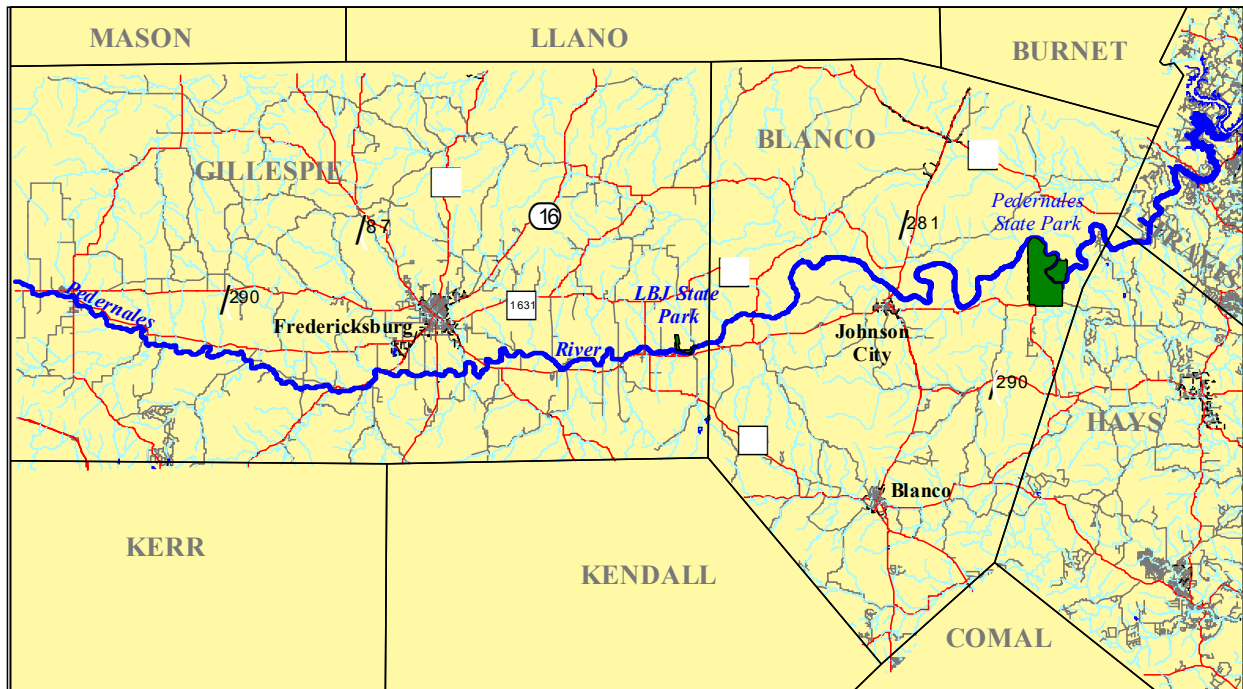 MASON
LLANO
BURNET
BLANCO
GILLESPIE
16
87
281
Pedernales
State Park
TRAVIS
Pedernales
290
1631
LBJ State
Park
Fredericksburg
River
Johnson
City
290
HAYS
Blanco
KERR
KENDALL
COMAL